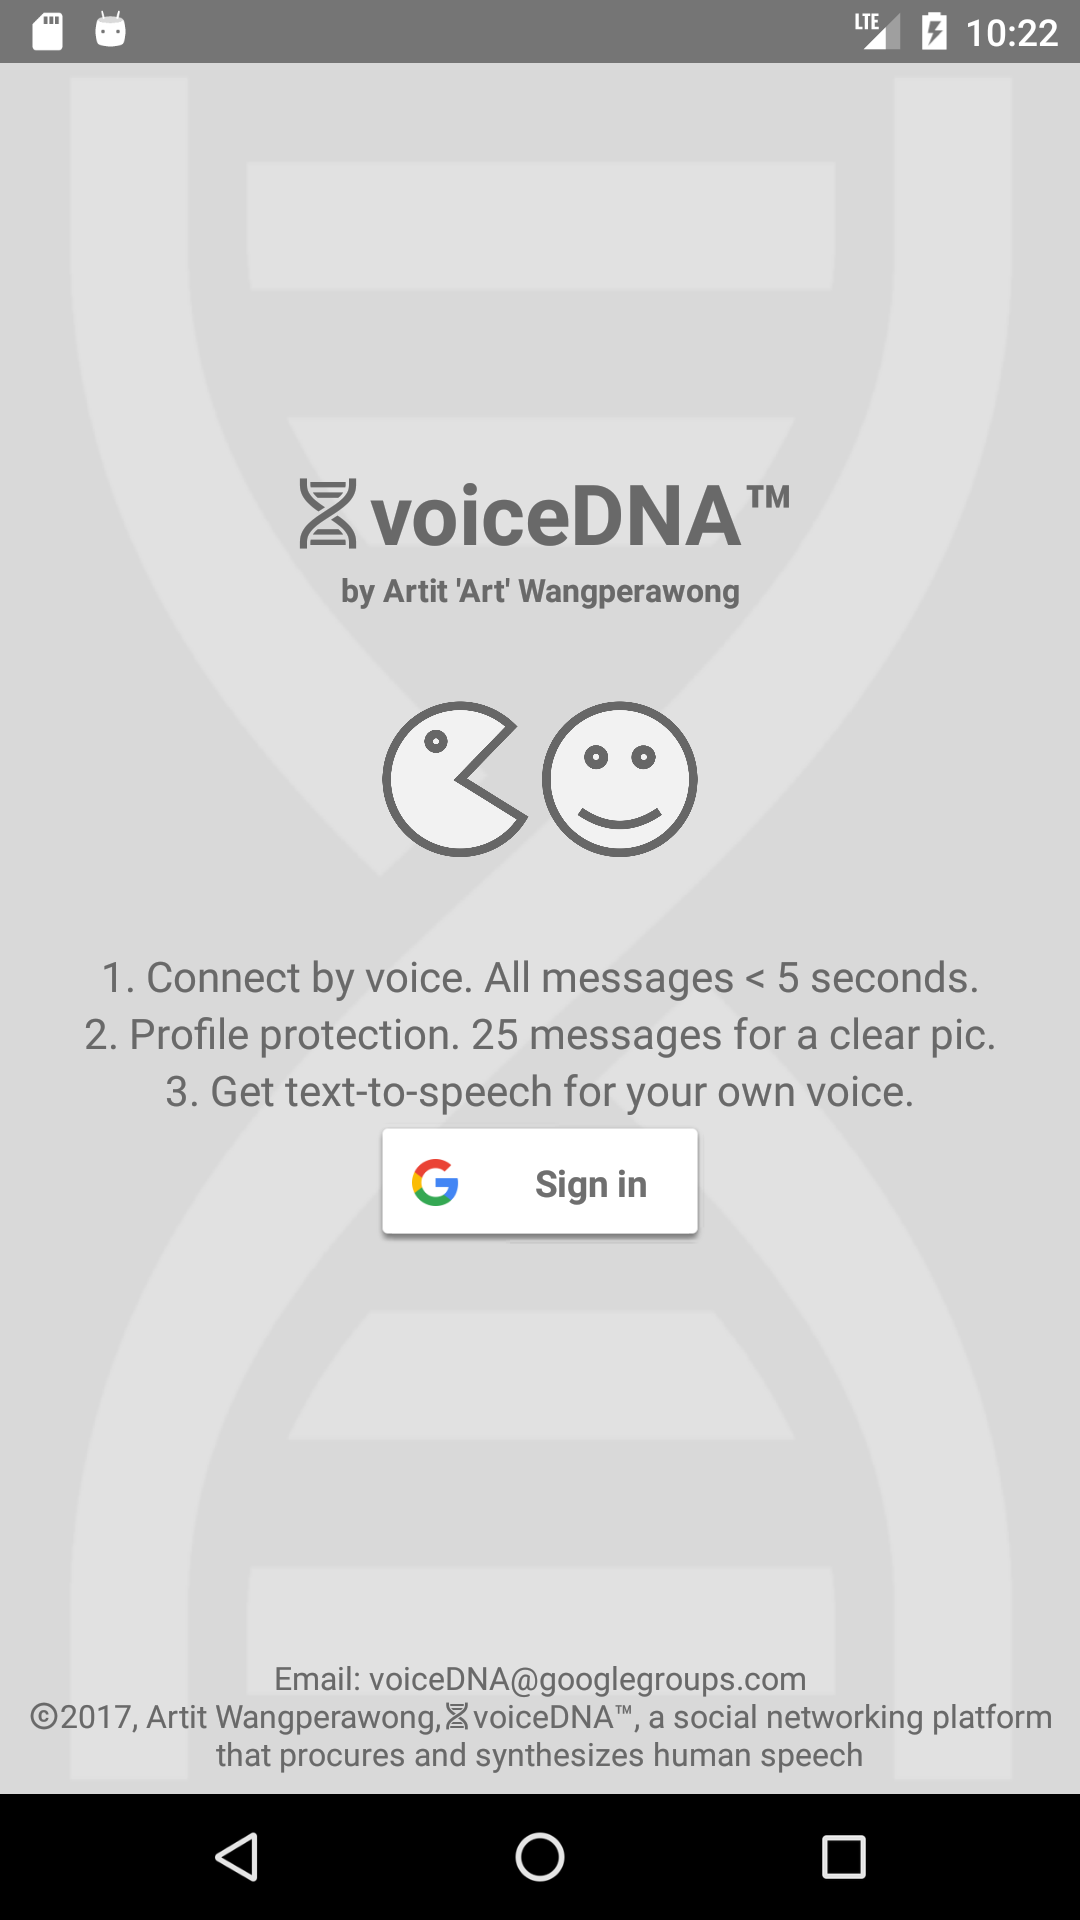 LTE 10:22
voiceDNA™
by Artit 'Art' Wangperawong
1. Connect by voice. All messages < 5 seconds.
2. Profile protection. 25 messages for a clear pic.
3. Get text-to-speech for your own voice.
G Sign in
Email: voiceDNA@googlegroups.com
©2017, Artit Wangperawong, voiceDNA™, a social networking platform
that procures and synthesizes human speech